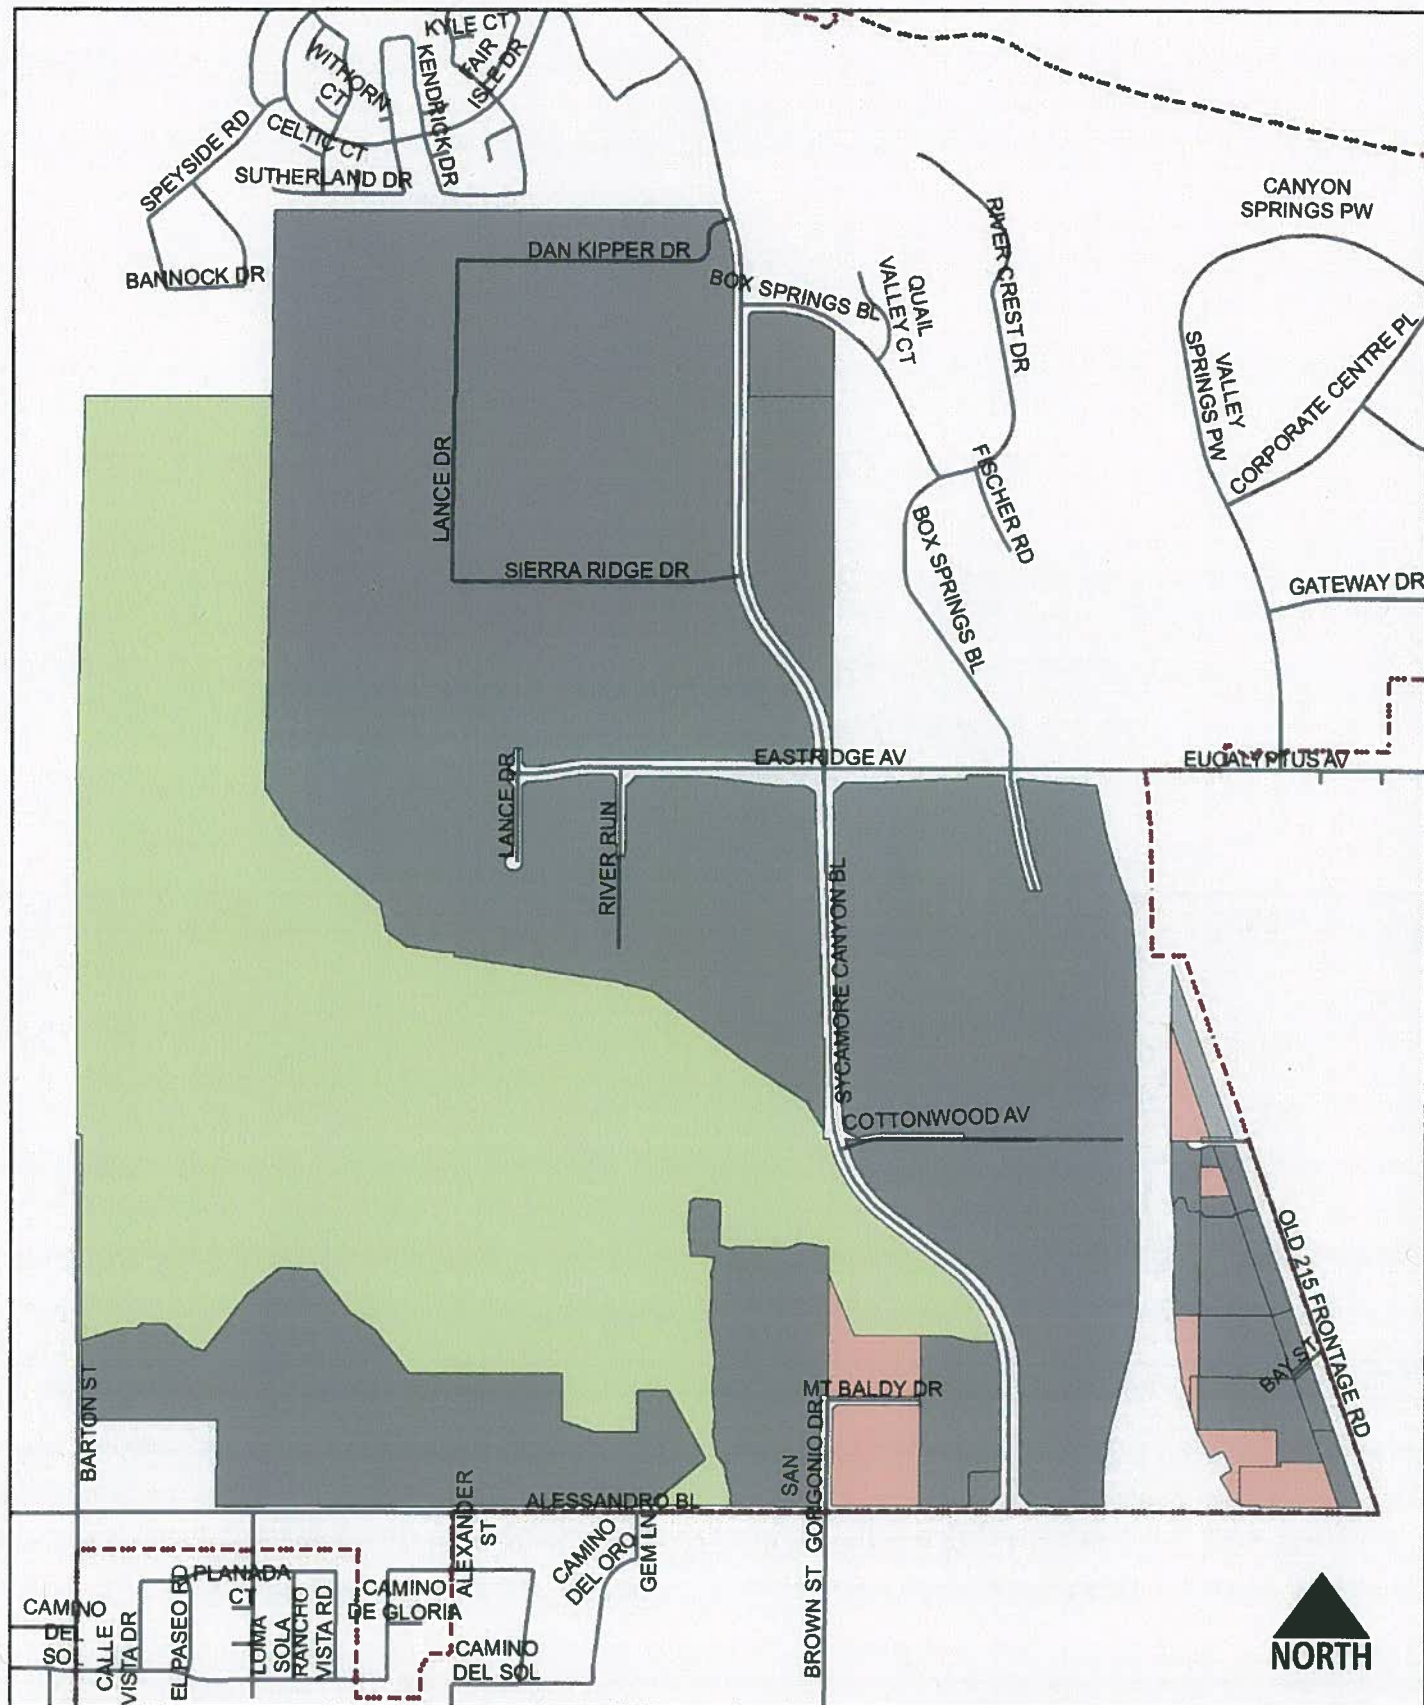 KYLE CT
FAIR
ISLE DR
WITHORN
CT
KENDRICK DR
SPEYSIDE RD
CELTIC CT
SUTHERLAND DR
BANNOCK DR
DAN KIPPER DR
BOX SPRINGS BL
QUAIL
VALLEY CT
RIVER CREST DR
CANYON
SPRINGS PW
VALLEY
SPRINGS PW
CORPORATE CENTRE PL
LANCE DR
FISCHER RD
SIERRA RIDGE DR
BOX SPRINGS BL
GATEWAY DR
EASTRIDGE AV
EUCALYPTUS AV
LANCE DR
RIVER RUN
SYCAMORE CANYON BL
COTTONWOOD AV
OLD 215 FRONTAGE RD
BAY ST
MT BALDY DR
BARTON ST
SAN
GORGONIO DR
ALESSANDRO BL
ALEXANDER
ST
CAMINO
DEL ORO
GEM LN
BROWN ST
PLANADA
CT
CAMINO
DE GLORIA
CAMINO
DEL
SOL
CALLE
VISTA DR
EL PASEO RD
LOMA
SOLA
RANCHO
VISTA RD
CAMINO
DEL SOL
NORTH